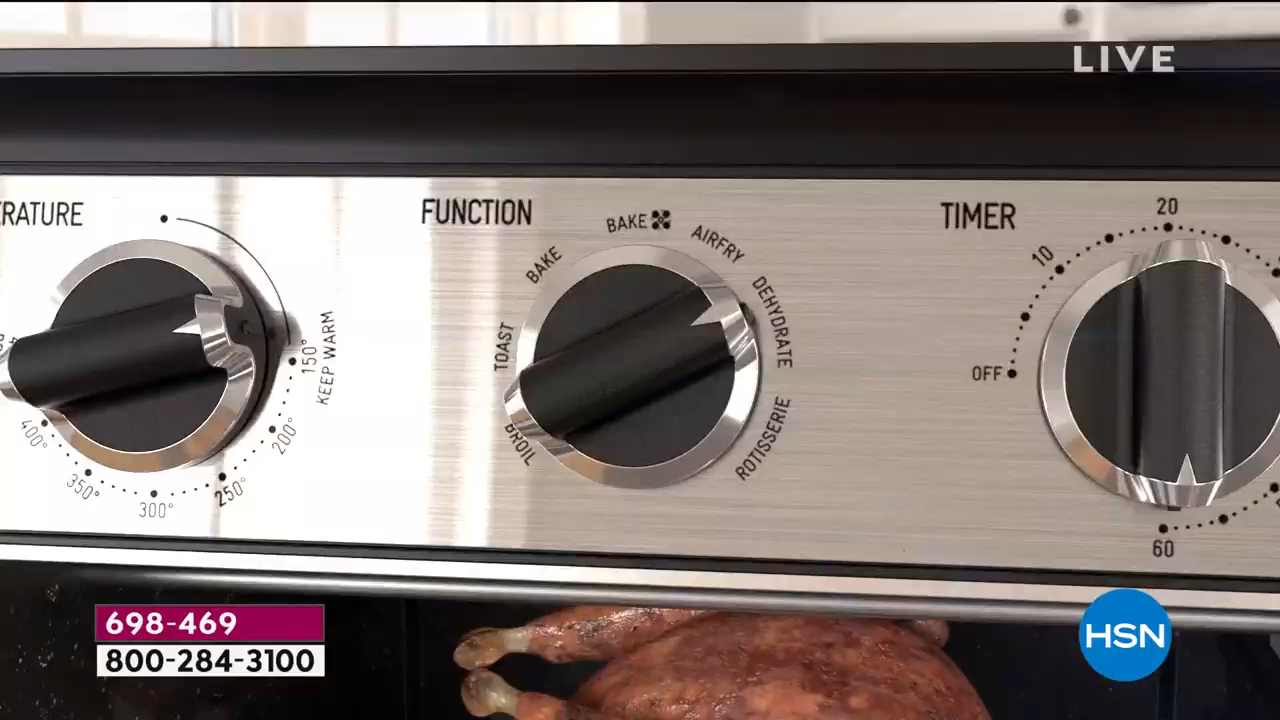 LIVE
ERATURE
150°
KEEP WARM
200°
250°
300°
350°
400°
FUNCTION
BROIL
TOAST
BAKE
BAKE
AIRFRY
DEHYDRATE
ROTISSERIE
TIMER
OFF
10
20
60
698-469
800-284-3100
HSN